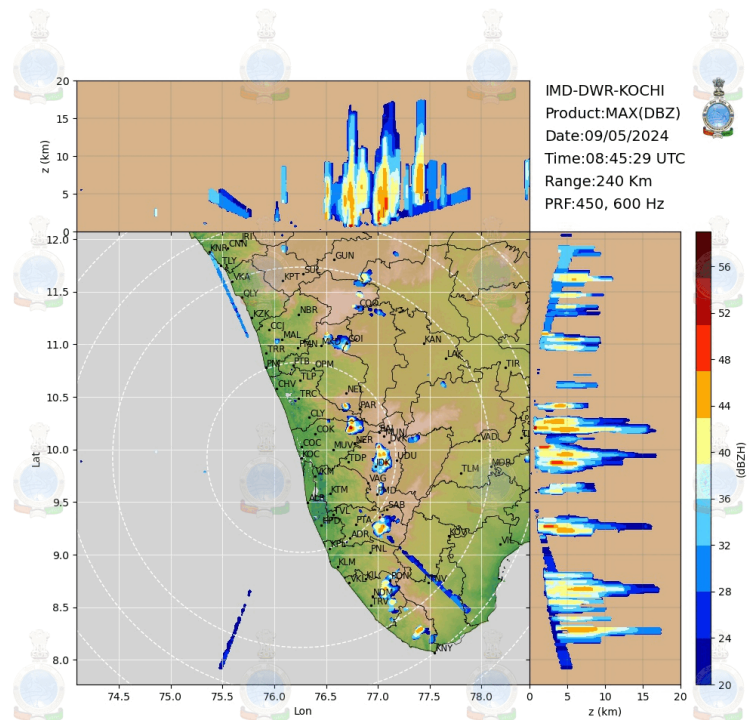 IMD-DWR-KOCHI
Product:MAX(DBZ)
Date:09/05/2024
Time:08:45:29 UTC
Range:240 Km
PRF:450, 600 Hz
20
15
10
5
0
z (km)
12.0
11.5
11.0
10.5
10.0
9.5
9.0
8.5
8.0
Lat
IRI
CNN
KNR
TLY
VKA
QLY
GUN
SUL
KPT
NBR
KZK
CCJ
MAL
COI
KAN
TRR
LAK
PTB
OPM
TIR
TLP
CHV
TRC
NEL
PAR
CLY
COK
MUN
VAD
COC
MUV
NER
KOC
TDP
IDK
UDU
TLM
VAG
KTM
SAB
TVL
PTA
ADR
PNL
KLM
PON
NDM
TRV
KNY
74.5 75.0 75.5 76.0 76.5 77.0 77.5 78.0
Lon
0 5 10 15 20
z (km)
56
52
48
44
40
36
32
28
24
20
(dBZH)